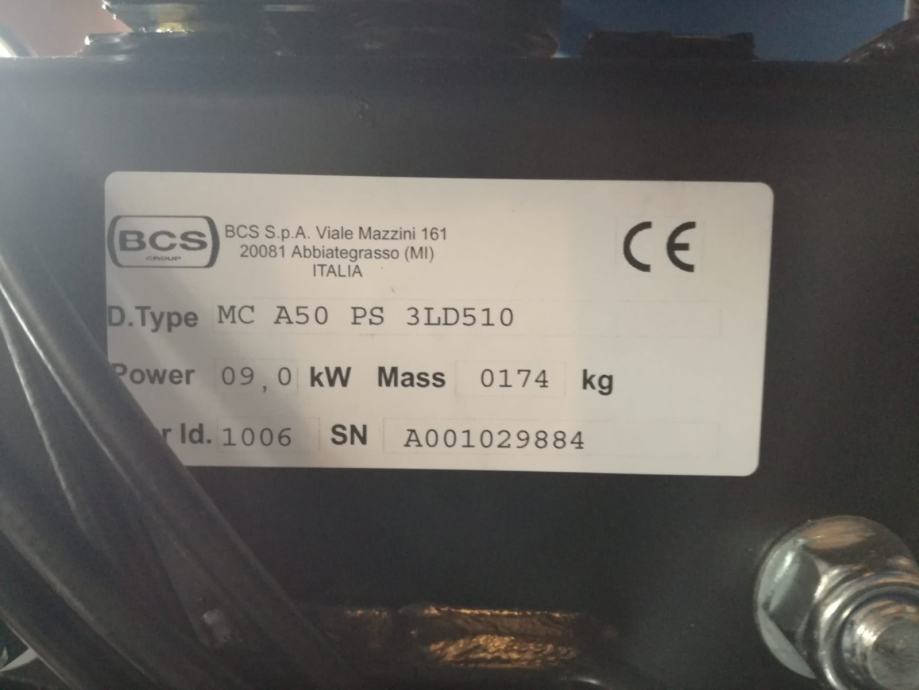 BCS
GROUP
BCS S.p.A. Viale Mazzini 161
20081 Abbiategrasso (MI)
ITALIA
CE
D.Type MC A50 PS 3LD510
Power 09,0 kW Mass 0174 kg
Id. 1006 SN A001029884